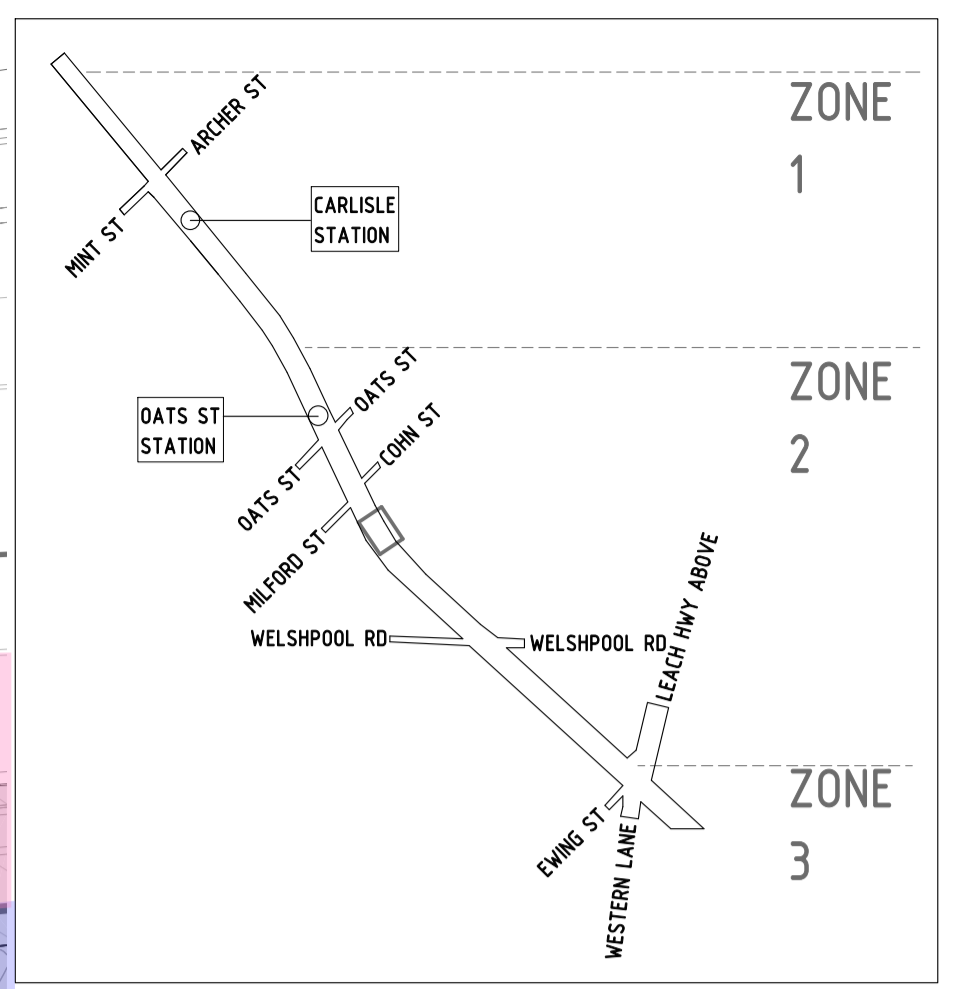 ZONE
1
ARCHER ST
MINT ST
CARLISLE
STATION
ZONE
2
OATS ST
OATS ST
STATION
COHN ST
OATS ST
MILFORD ST
WELSHPOOL RD
WELSHPOOL RD
LEACH HWY ABOVE
ZONE
3
EWING ST
WESTERN LANE